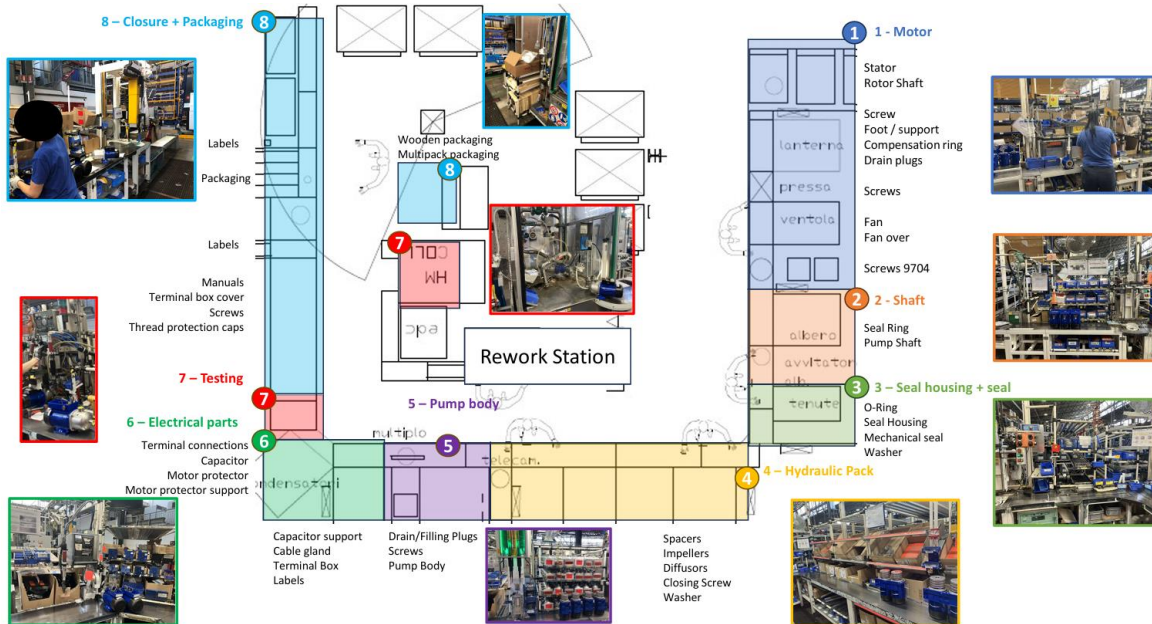 8 – Closure + Packaging
8
Labels
Packaging
Labels
Manuals
Terminal box cover
Screws
Thread protection caps
7 – Testing
7
6 – Electrical parts
6
Terminal connections
Capacitor
Motor protector
Motor protector support
ondensatori
Capacitor support
Cable gland
Terminal Box
Labels
Wooden packaging
Multipack packaging
8
7
COLL
HM
Rework Station
5 – Pump body
multiplo
5
telecam.
Drain/Filling Plugs
Screws
Pump Body
4
4 – Hydraulic Pack
Spacers
Impellers
Diffusors
Closing Screw
Washer
1
1 - Motor
Stator
Rotor Shaft
Screw
Foot / support
Compensation ring
Drain plugs
Screws
Fan
Fan over
Screws 9704
lanterna
pressa
ventola
2
2 - Shaft
Seal Ring
Pump Shaft
albero
avvitator
alb.
3
3 – Seal housing + seal
O-Ring
Seal Housing
Mechanical seal
Washer
tenute